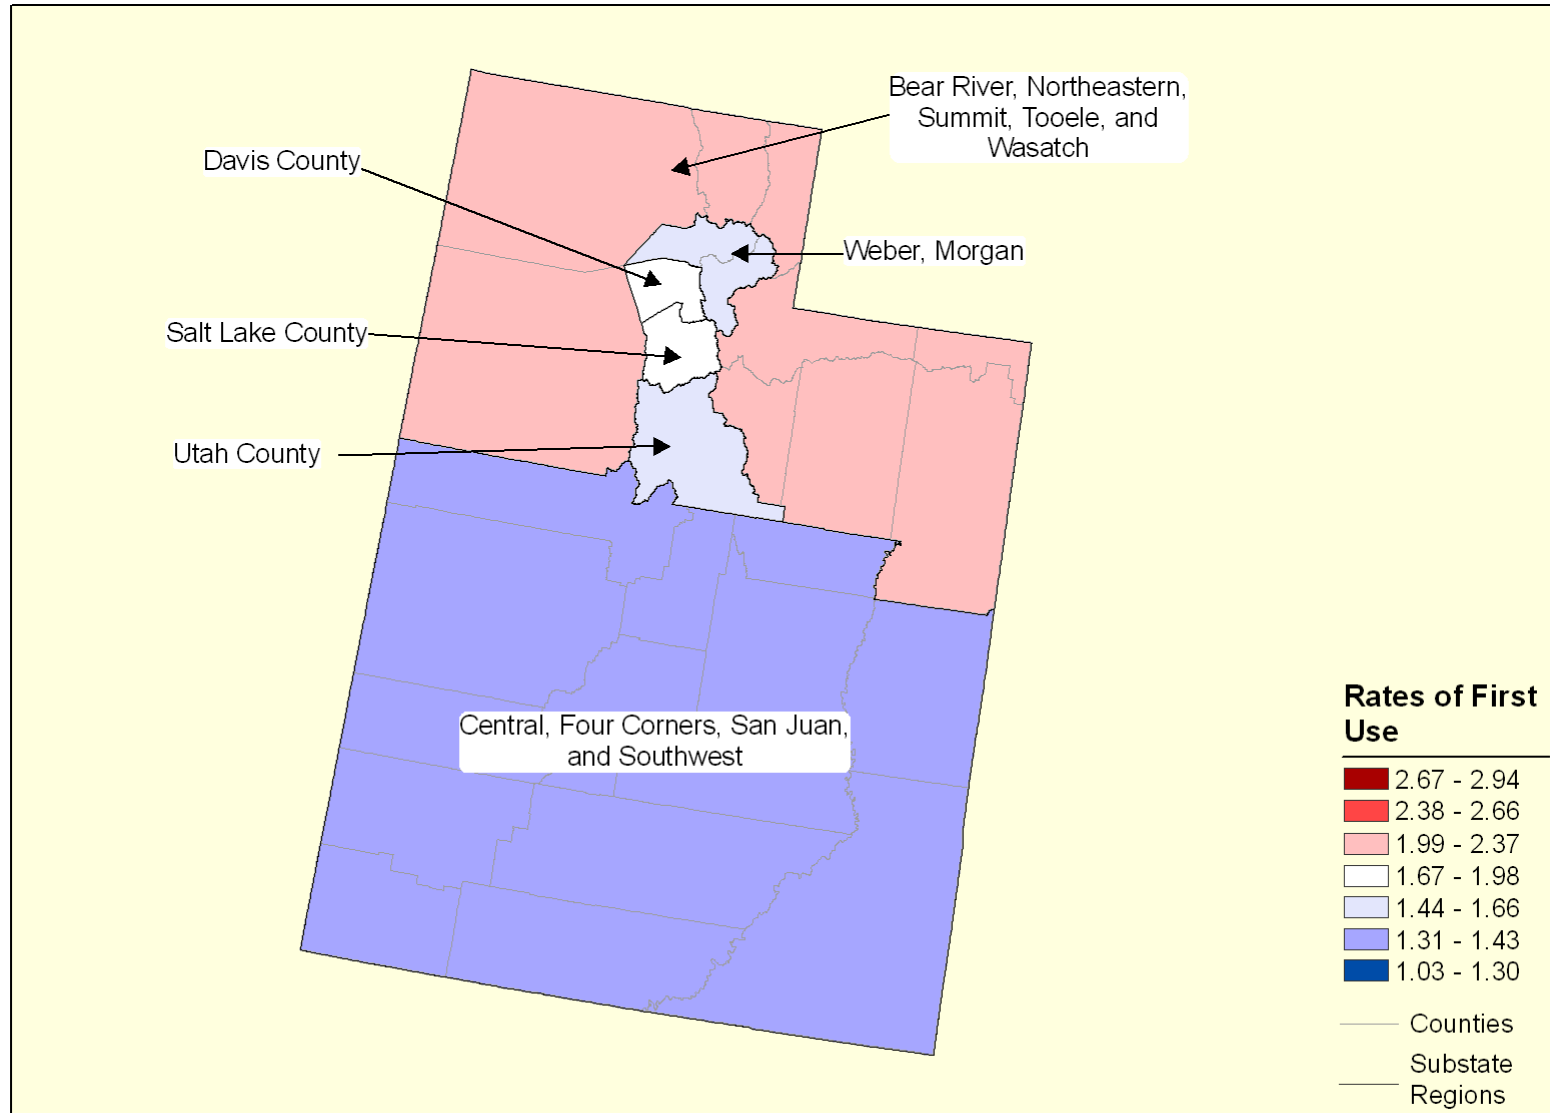 Bear River, Northeastern,
Summit, Tooele, and
Wasatch
Davis County
Weber, Morgan
Salt Lake County
Utah County
Central, Four Corners, San Juan,
and Southwest
Rates of First
Use
2.67 - 2.94
2.38 - 2.66
1.99 - 2.37
1.67 - 1.98
1.44 - 1.66
1.31 - 1.43
1.03 - 1.30
Counties
Substate
Regions